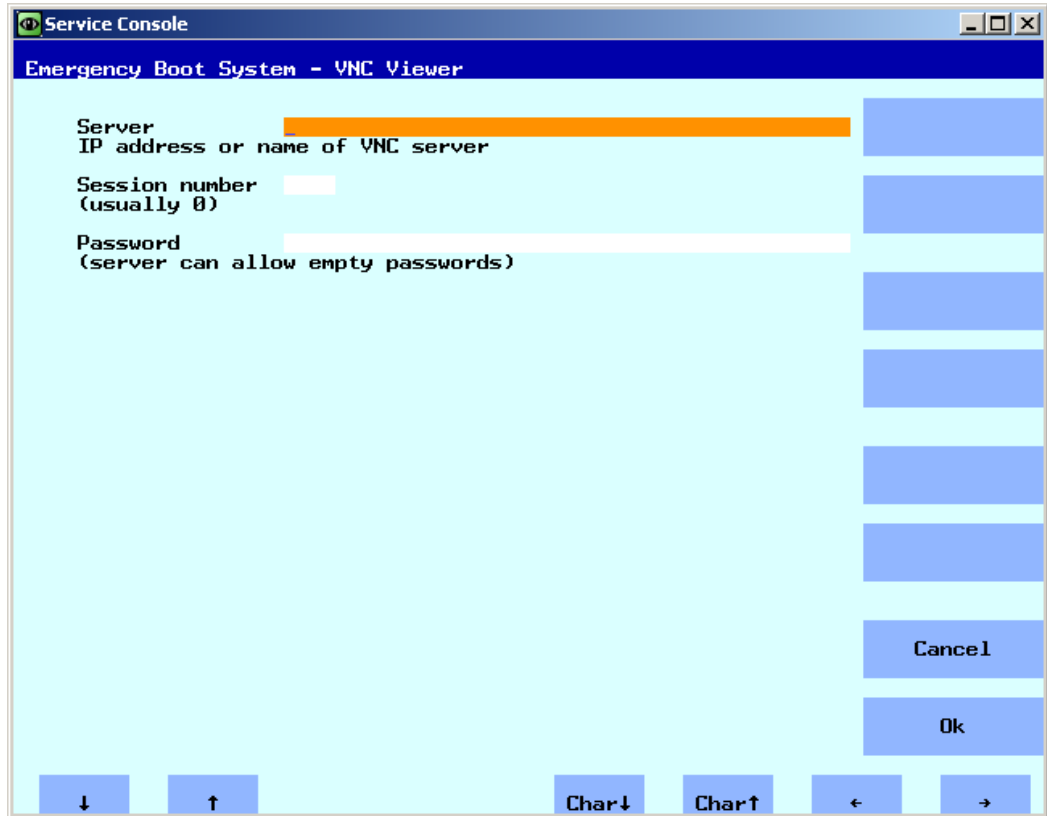 Service Console
Emergency Boot System - VNC Viewer
Server
IP address or name of VNC server
Session number
(usually 0)
Password
(server can allow empty passwords)
Cancel
Ok
↓ ↑ Char↓ Char↑ ← →